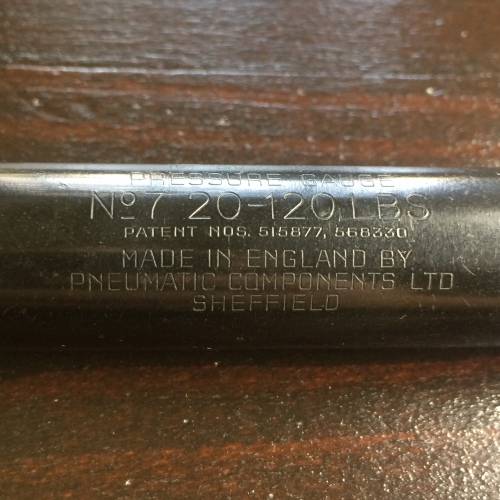 PRESSURE GAUGE
Nº7 20-120 LBS
PATENT NOS. 515877, 568330
MADE IN ENGLAND BY
PNEUMATIC COMPONENTS LTD
SHEFFIELD